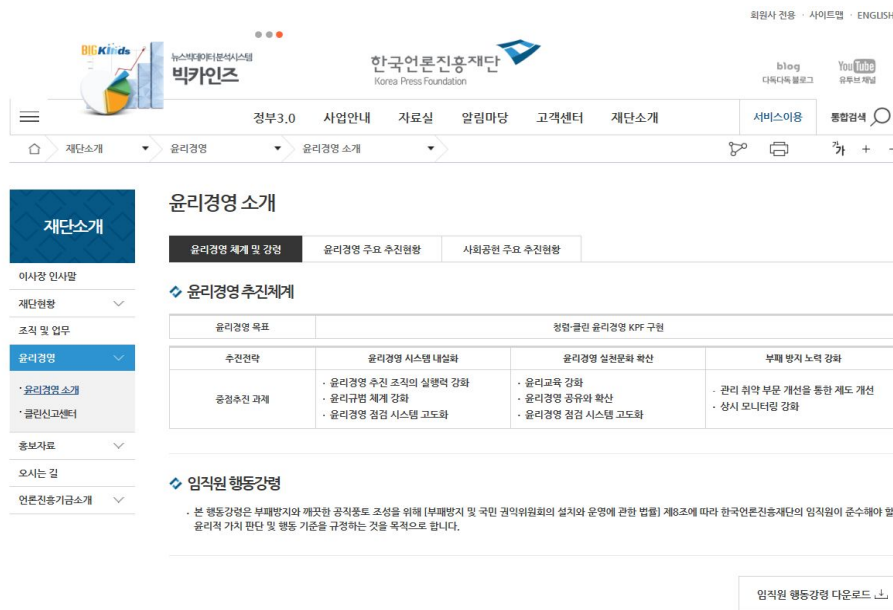 회원사 전용 · 사이트맵 · ENGLISH
BIGKinds
뉴스빅데이터분석시스템
빅카인즈
한국언론진흥재단
Korea Press Foundation
blog
다독다독 블로그
YouTube
유투브 채널
정부3.0 사업안내 자료실 알림마당 고객센터 재단소개 서비스이용 통합검색
재단소개 윤리경영 윤리경영 소개 가가 + -
재단소개
이사장 인사말
재단현황
조직 및 업무
윤리경영
· 윤리경영 소개
· 클린신고센터
홍보자료
오시는 길
언론진흥기금소개
윤리경영 소개
윤리경영 체계 및 강령 윤리경영 주요 추진현황 사회공헌 주요 추진현황
윤리경영 추진체계
윤리경영 목표 청렴·클린 윤리경영 KPF 구현
추진전략 윤리경영 시스템 내실화 윤리경영 실천문화 확산 부패 방지 노력 강화
중점추진 과제
· 윤리경영 추진 조직의 실행력 강화
· 윤리규범 체계 강화
· 윤리경영 점검 시스템 고도화
· 윤리교육 강화
· 윤리경영 공유와 확산
· 윤리경영 점검 시스템 고도화
· 관리 취약 부문 개선을 통한 제도 개선
· 상시 모니터링 강화
임직원 행동강령
· 본 행동강령은 부패방지와 깨끗한 공직풍토 조성을 위해 [부패방지 및 국민 권익위원회의 설치와 운영에 관한 법률] 제8조에 따라 한국언론진흥재단의 임직원이 준수해야 할
윤리적 가치 판단 및 행동 기준을 규정하는 것을 목적으로 합니다.
임직원 행동강령 다운로드